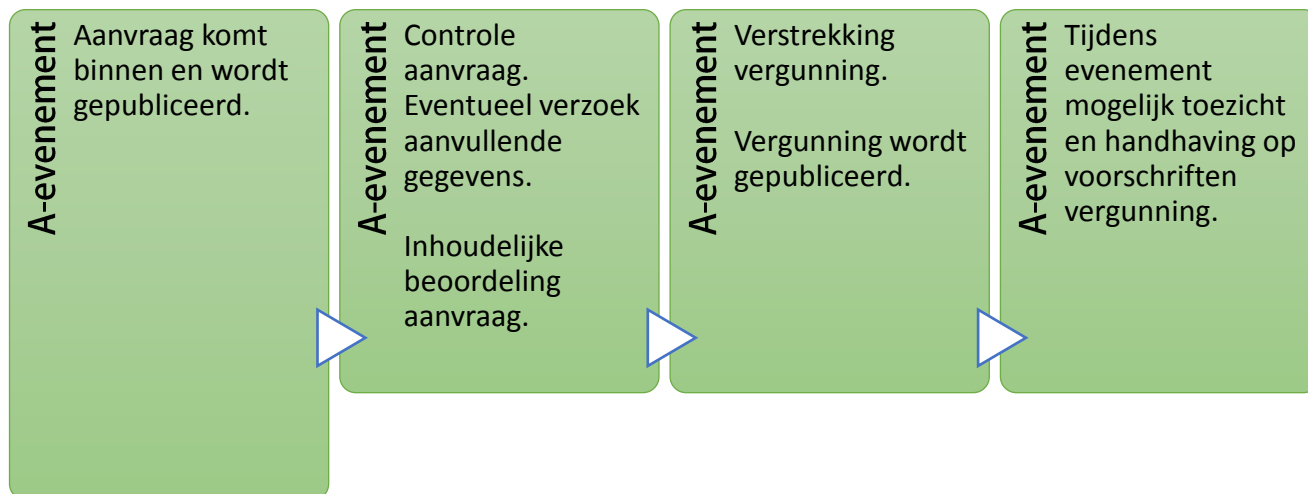 A-evenement
Aanvraag komt
binnen en wordt
gepubliceerd.
A-evenement
Controle
aanvraag.
Eventueel verzoek
aanvullende
gegevens.
Inhoudelijke
beoordeling
aanvraag.
A-evenement
Verstrekking
vergunning.
Vergunning wordt
gepubliceerd.
A-evenement
Tijdens
evenement
mogelijk toezicht
en handhaving op
voorschriften
vergunning.